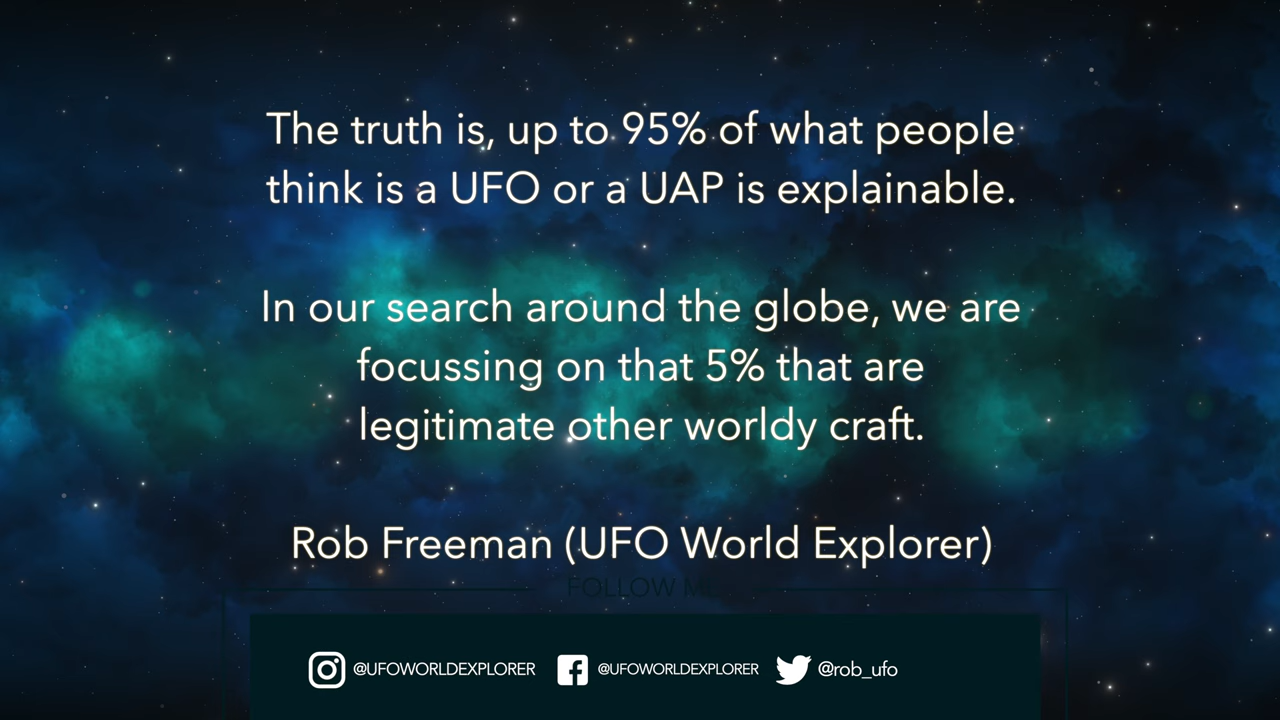 The truth is, up to 95% of what people
think is a UFO or a UAP is explainable.
In our search around the globe, we are
focussing on that 5% that are
legitimate other worldy craft.
Rob Freeman (UFO World Explorer)
FOLLOW
@UFOWORLDEXPLORER @UFOWORLDEXPLORER @rob_ufo